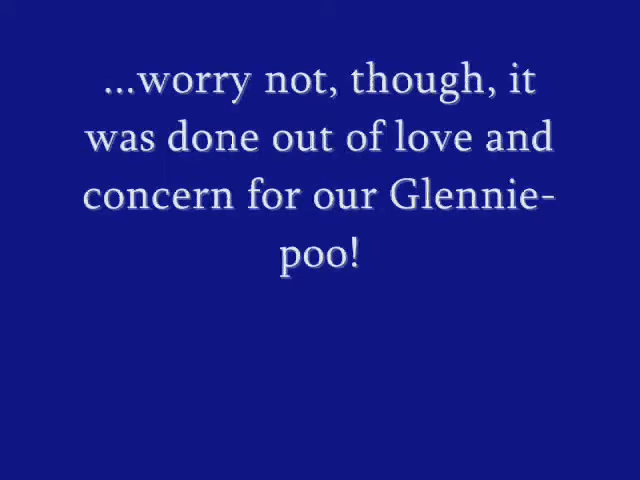 ...worry not, though, it
was done out of love and
concern for our Glennie-
poo!